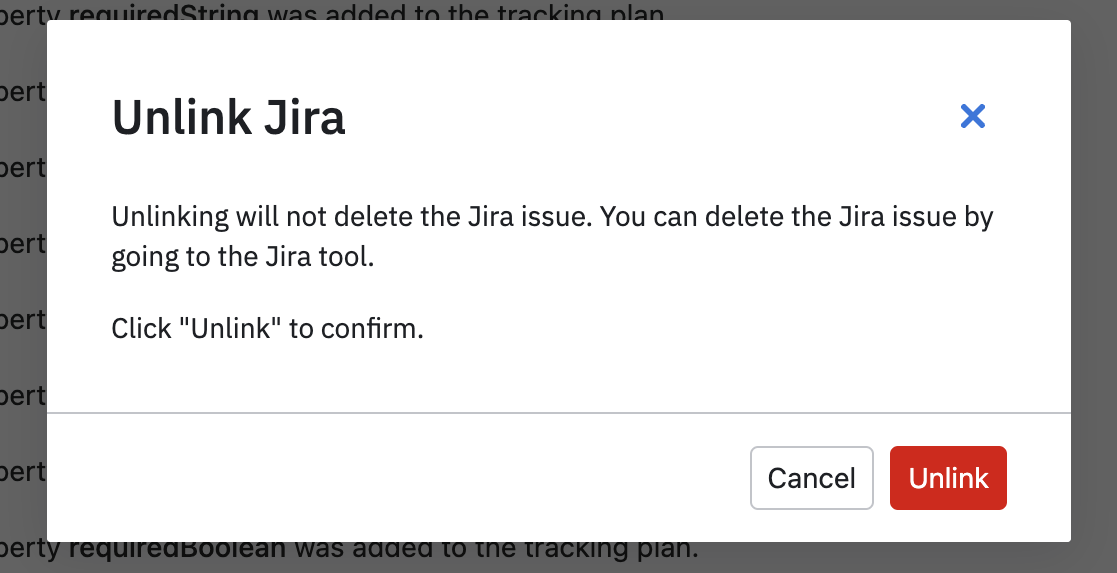 perty requiredString was added to the tracking plan
Unlink Jira
pert
pert
Unlinking will not delete the Jira issue. You can delete the Jira issue by
pert
going to the Jira tool.
pert
Click "Unlink" to confirm.
pert
pert
Cancel
Unlink
perty requiredBoolean was added to the tracking plan.